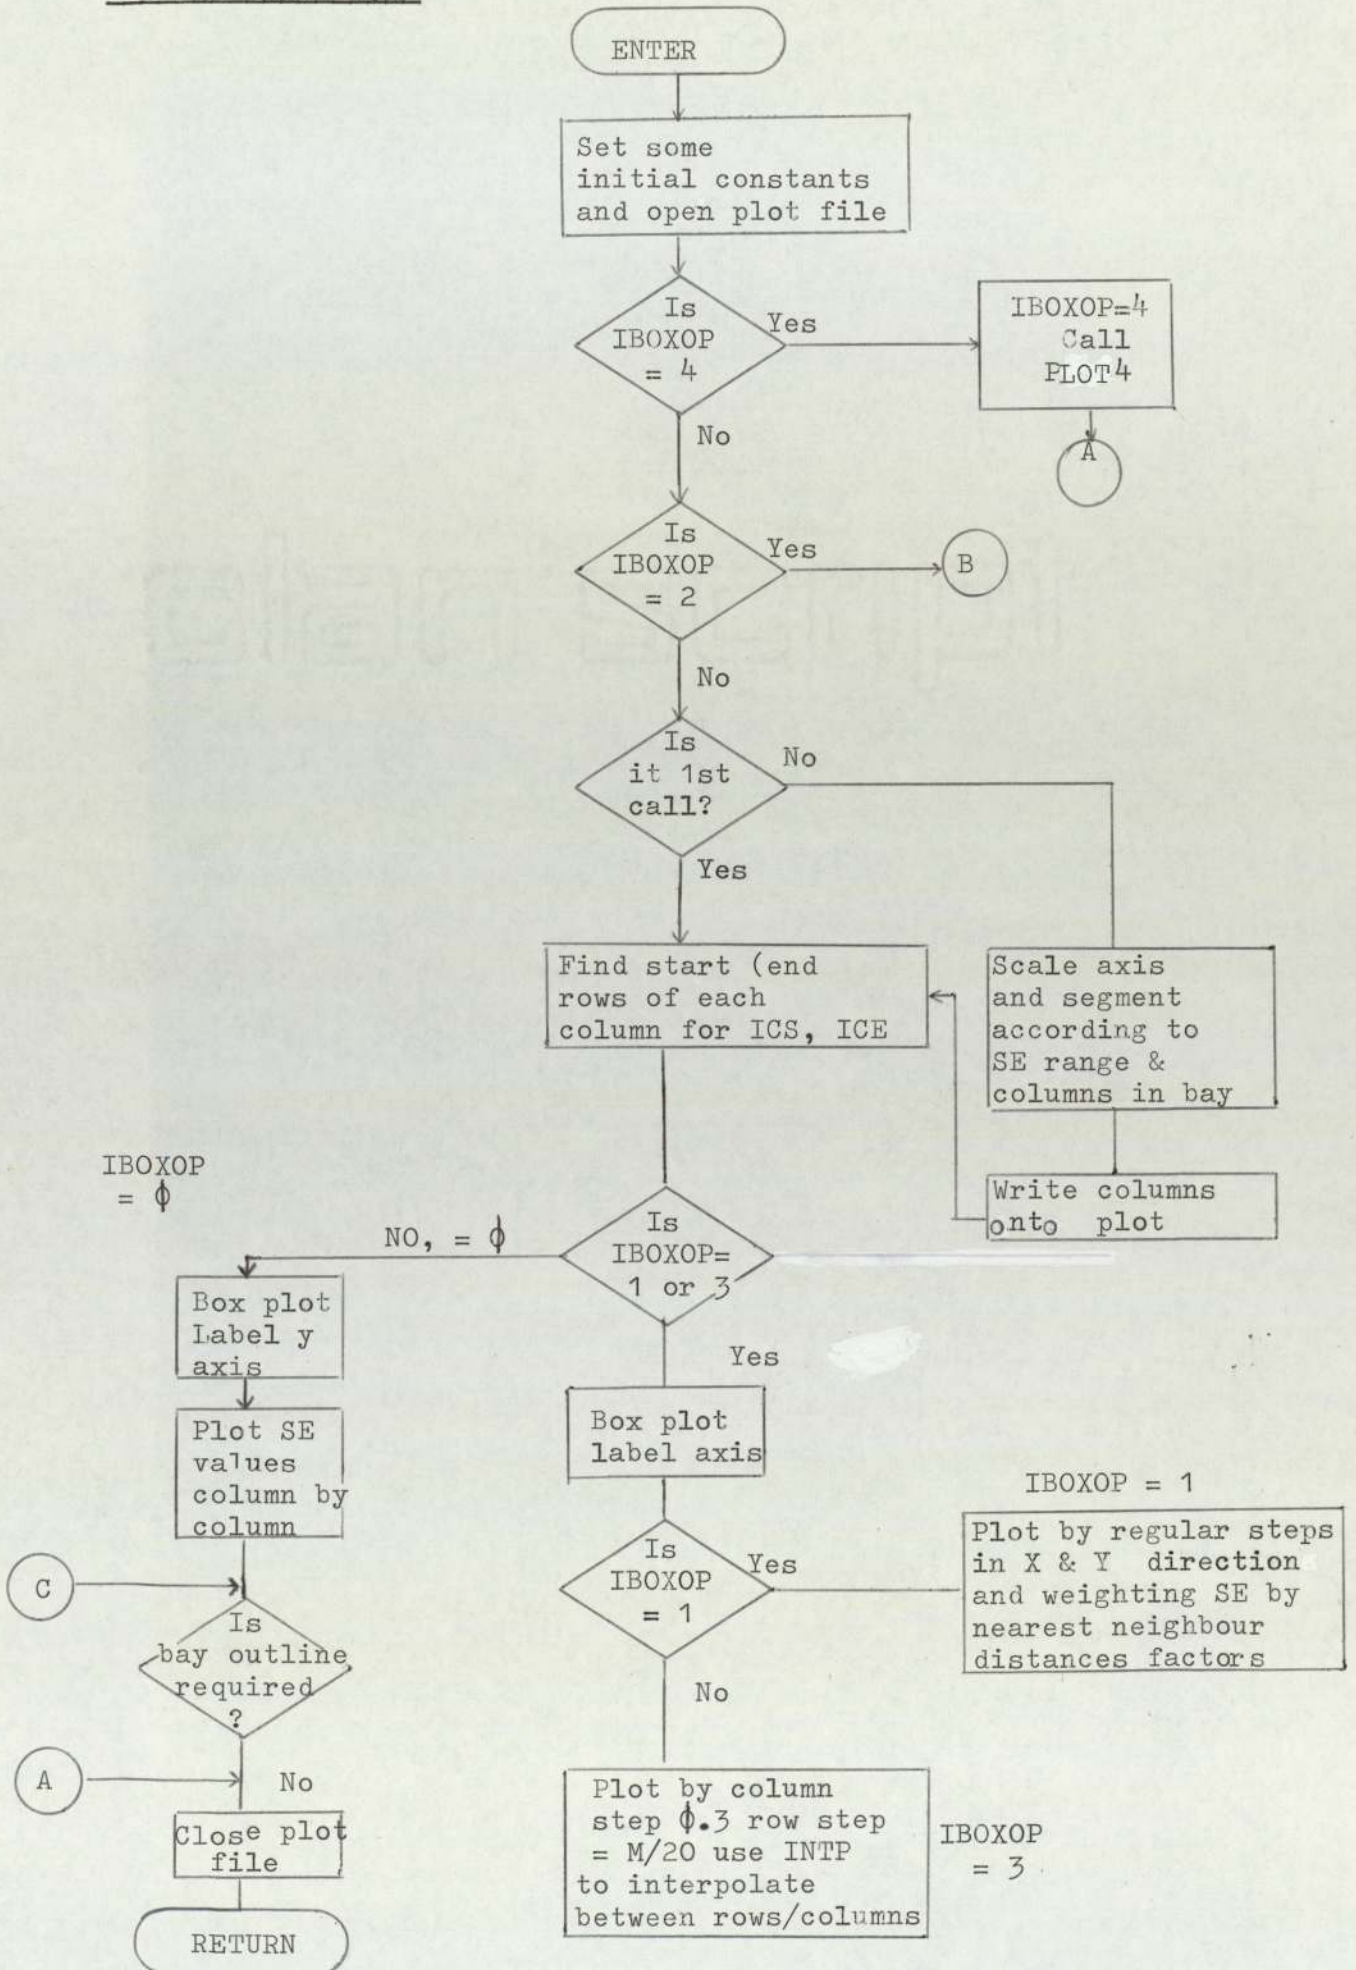 ENTER
Set some
initial constants
and open plot file
Is
IBOXOP
= 4
Yes
IBOXOP=4
Call
PLOT4
No
A
Is
IBOXOP
= 2
Yes
B
No
Is
it 1st
call?
No
Yes
Find start (end
rows of each
column for ICS, ICE
Scale axis
and segment
according to
SE range &
columns in bay
Write columns
onto plot
IBOXOP
= ϕ
NO, = ϕ
Is
IBOXOP=
1 or 3
Box plot
Label y
axis
Yes
Plot SE
values
column by
column
Box plot
label axis
IBOXOP = 1
Is
IBOXOP
= 1
Yes
Plot by regular steps
in X & Y direction
and weighting SE by
nearest neighbour
distances factors
C
Is
bay outline
required
?
No
A
No
Close plot
file
Plot by column
step ϕ.3 row step
= M/20 use INTP
to interpolate
between rows/columns
IBOXOP
= 3
RETURN